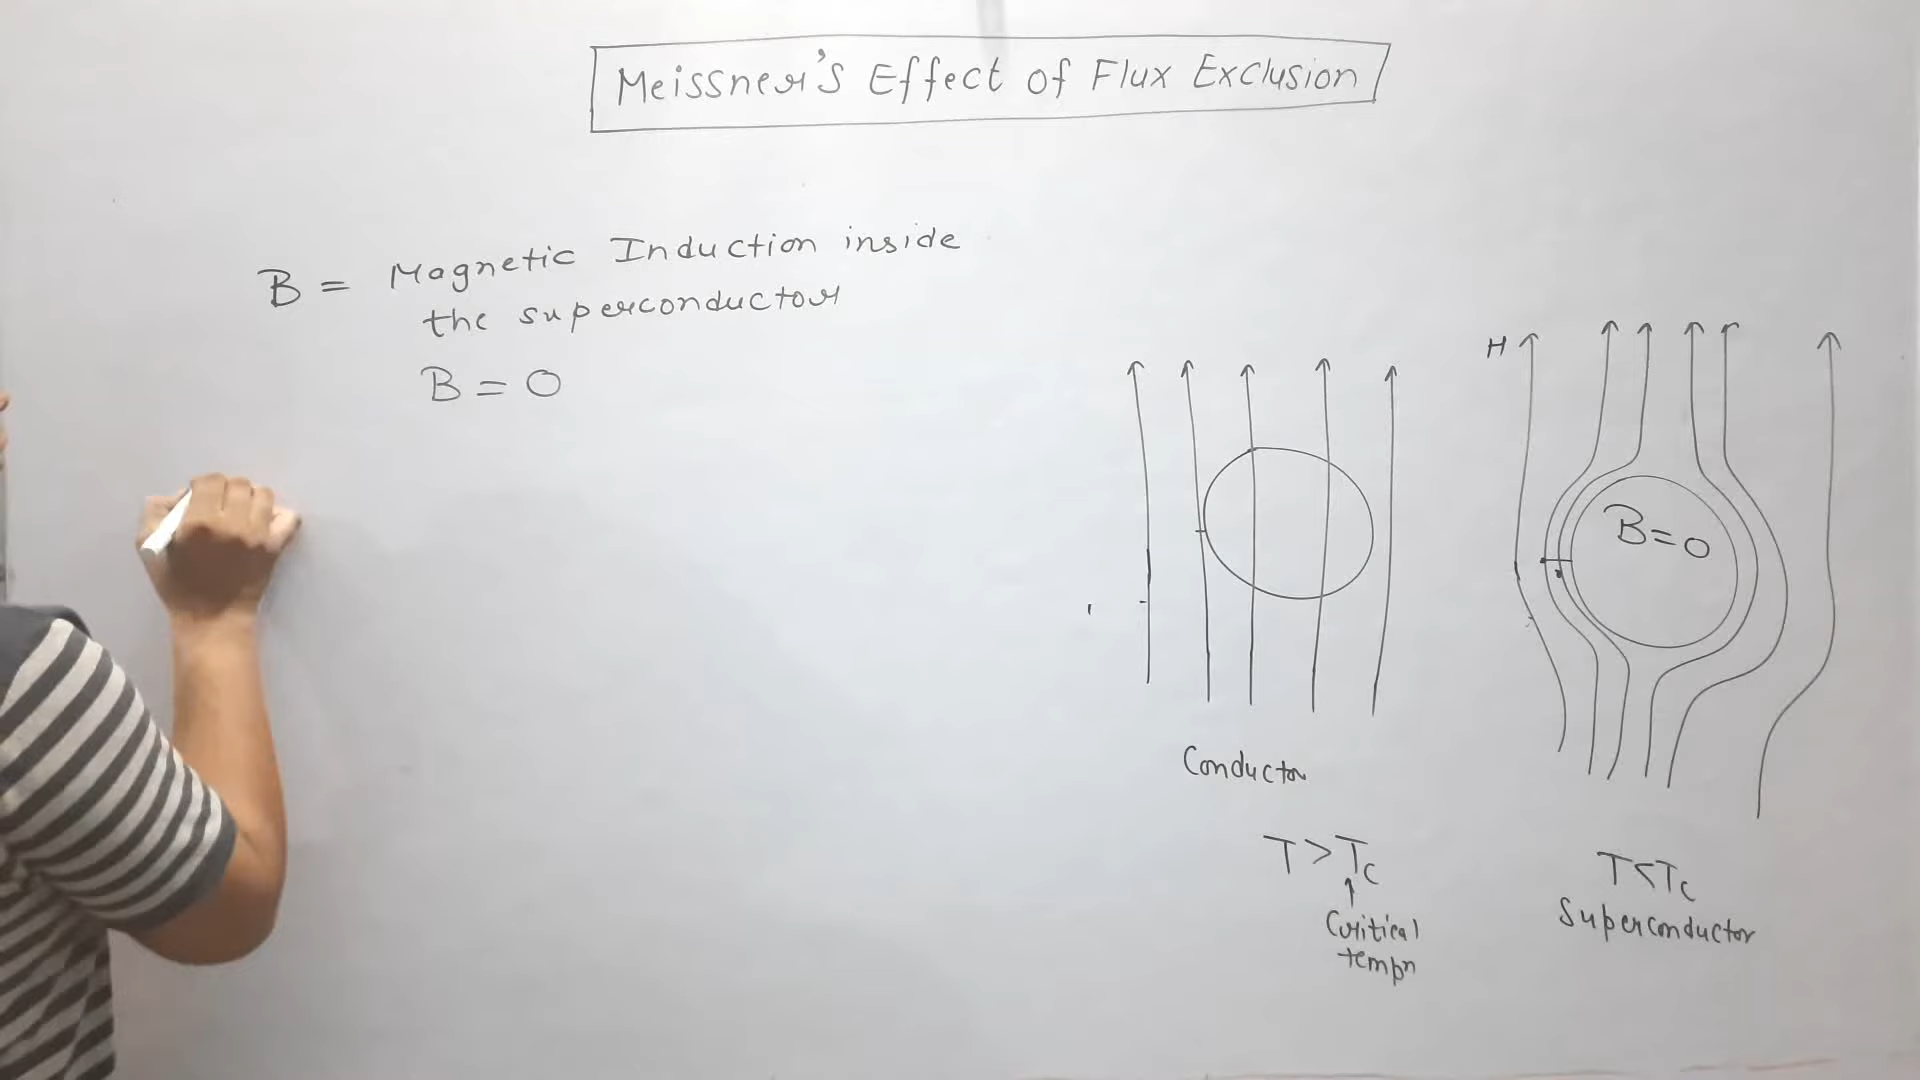 Meissner's Effect of Flux Exclusion
B = Magnetic Induction inside
the superconductor
B = 0
H
B=0
Conductor
T > Tc
Critical
tempn
T<Tc
Superconductor